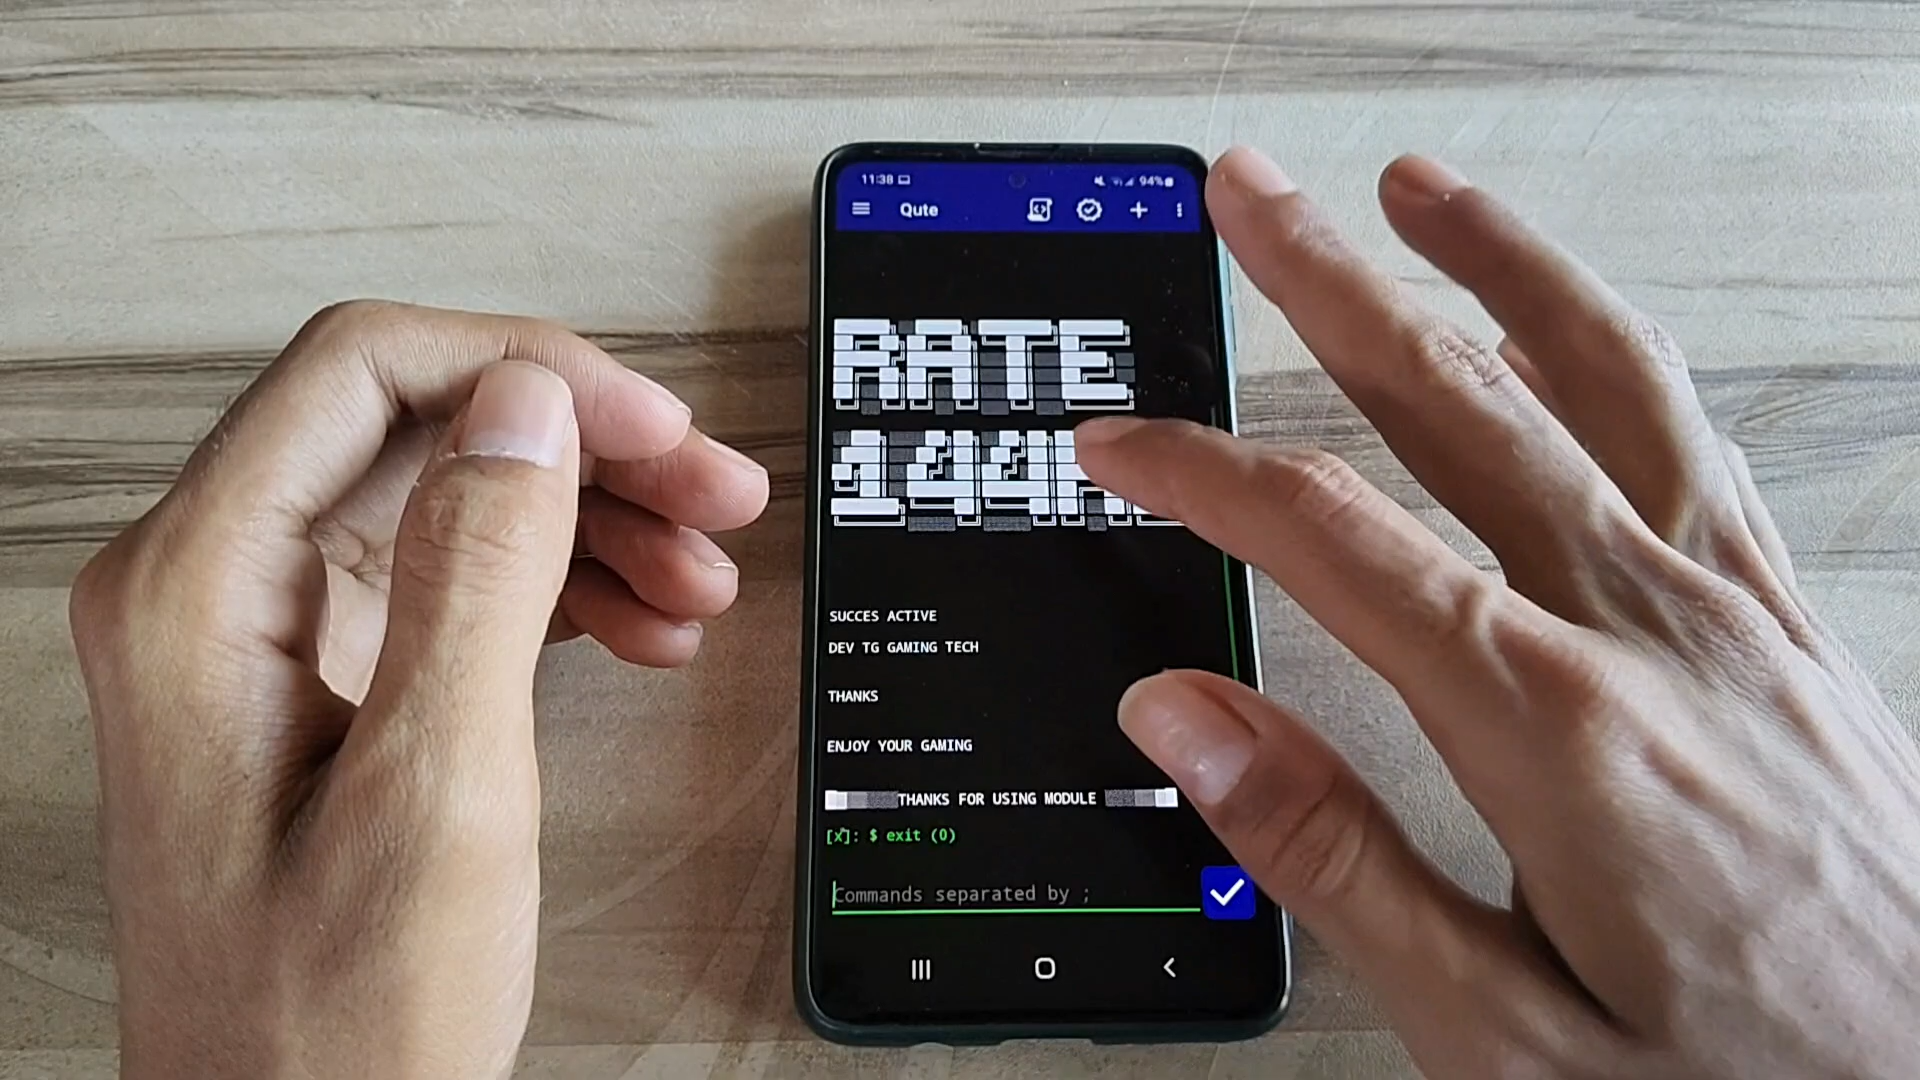 11:38 94%
Qute
RATE
SUCCES ACTIVE
DEV TG GAMING TECH
THANKS
ENJOY YOUR GAMING
THANKS FOR USING MODULE
[x]: $ exit (0)
Commands separated by ;